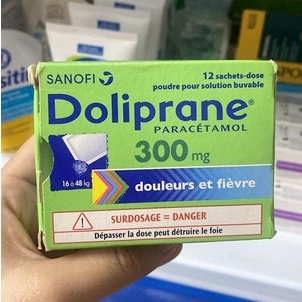 SANOFI
12 sachets-dose
poudre pour solution buvable
Doliprane®
PARACÉTAMOL
300 mg
16 à 48 kg
douleurs et fièvre
SURDOSAGE = DANGER
Dépasser la dose peut détruire le foie